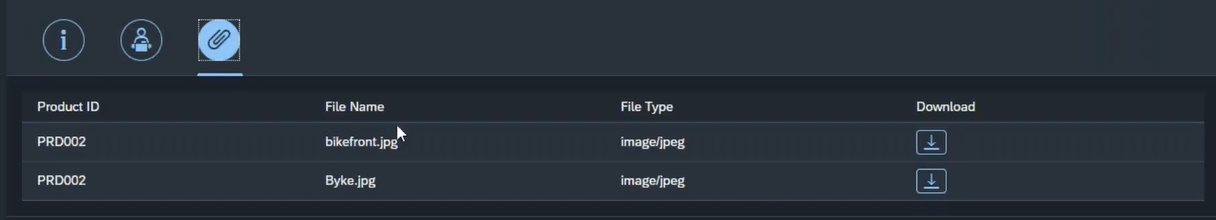 Product ID File Name File Type Download
PRD002 bikefront.jpg image/jpeg
PRD002 Byke.jpg image/jpeg